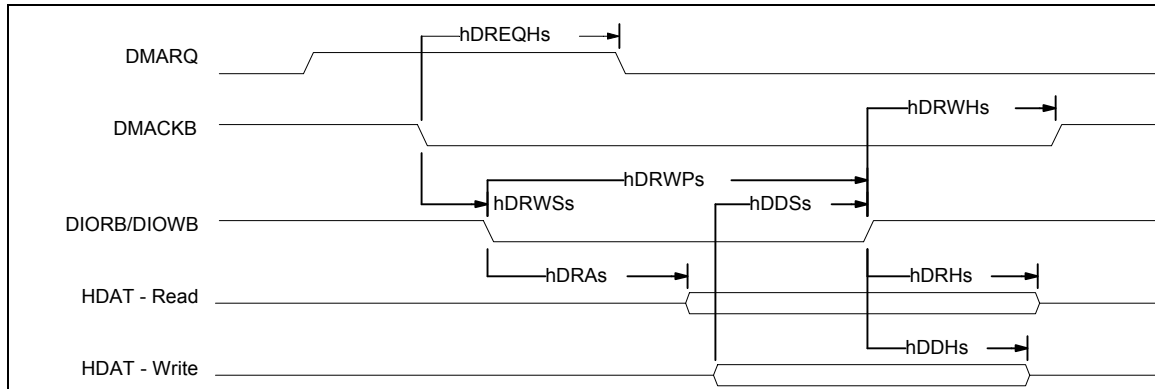 hDREQHs
DMARQ
hDRWHs
DMACKB
hDRWPs
hDRWSs
hDDSs
DIORB/DIOWB
hDRAs
hDRHs
HDAT - Read
hDDHs
HDAT - Write